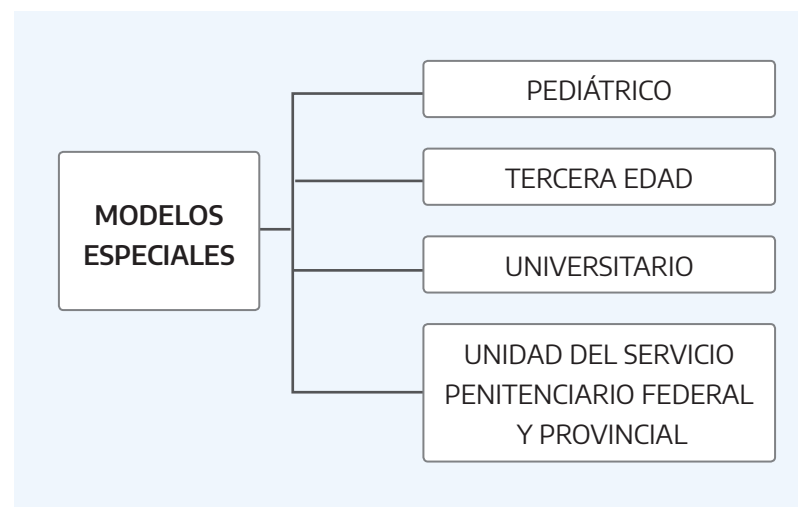 MODELOS
ESPECIALES
PEDIÁTRICO
TERCERA EDAD
UNIVERSITARIO
UNIDAD DEL SERVICIO
PENITENCIARIO FEDERAL
Y PROVINCIAL